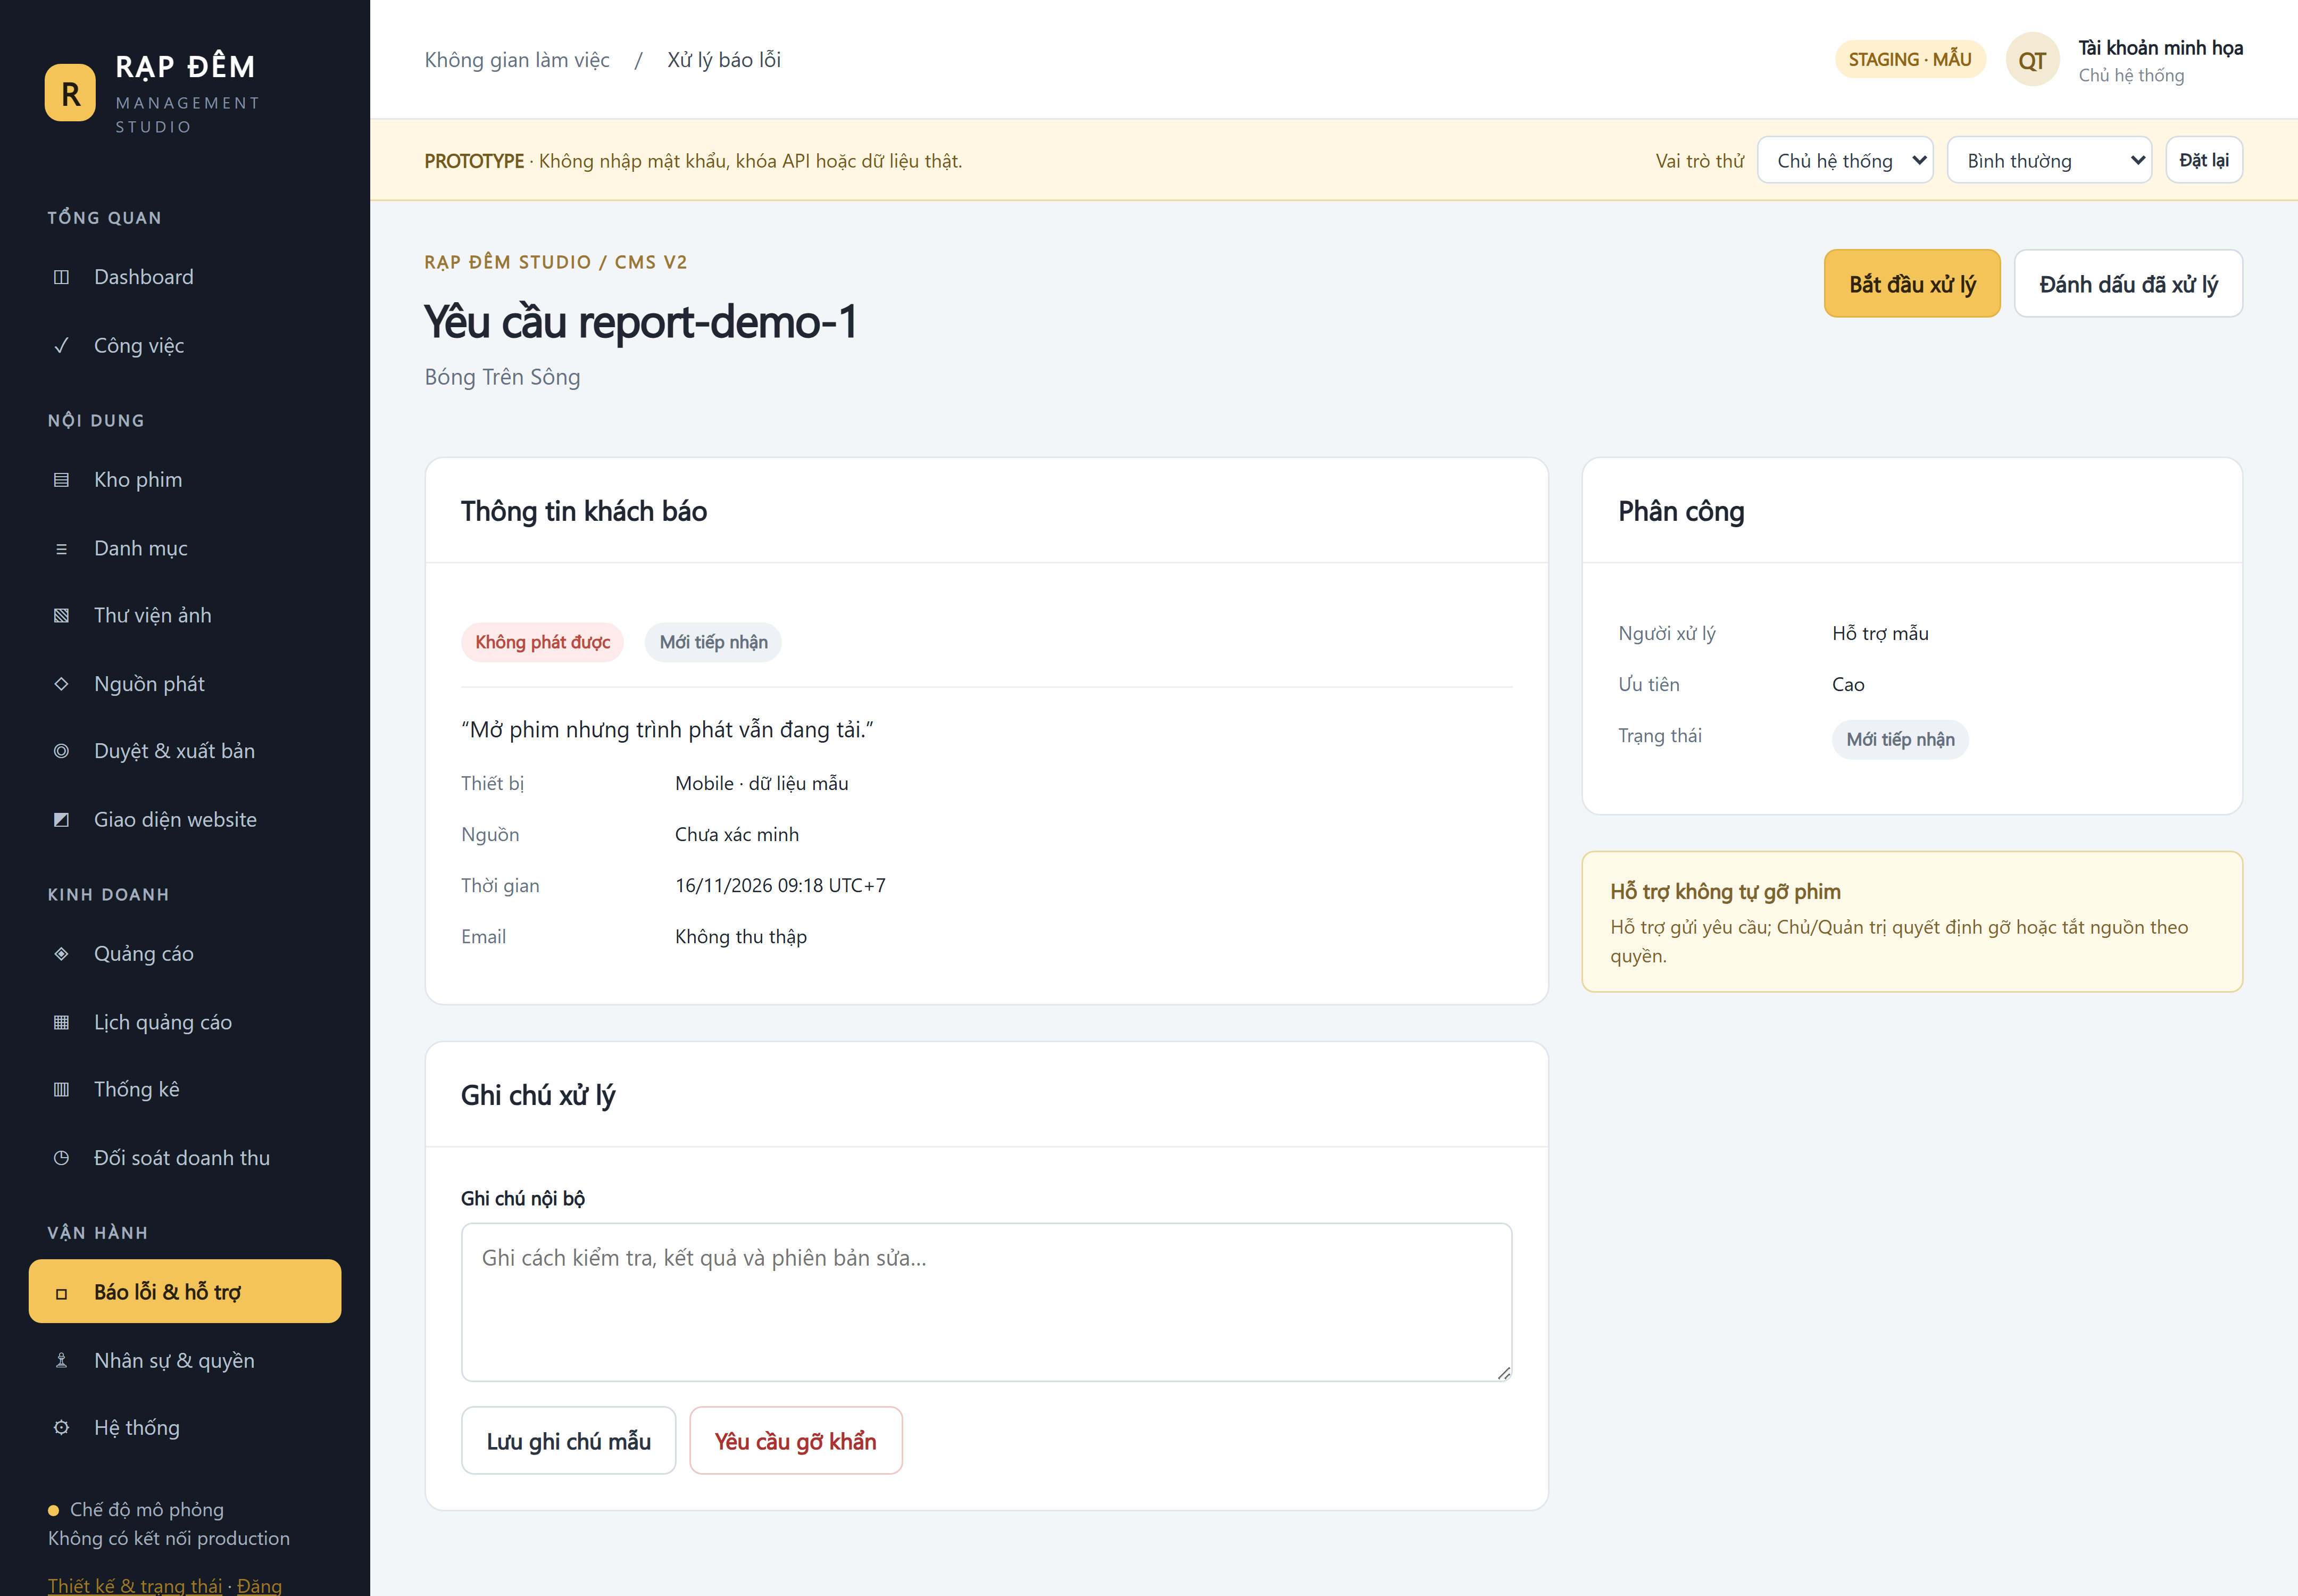 R
RẠP ĐÊM
MANAGEMENT
STUDIO
TỔNG QUAN
Dashboard
Công việc
NỘI DUNG
Kho phim
Danh mục
Thư viện ảnh
Nguồn phát
Duyệt & xuất bản
Giao diện website
KINH DOANH
Quảng cáo
Lịch quảng cáo
Thống kê
Đối soát doanh thu
VẬN HÀNH
Báo lỗi & hỗ trợ
Nhân sự & quyền
Hệ thống
Chế độ mô phỏng
Không có kết nối production
Thiết kế & trạng thái · Đăng
Không gian làm việc / Xử lý báo lỗi
STAGING · MẪU
QT
Tài khoản minh họa
Chủ hệ thống
PROTOTYPE · Không nhập mật khẩu, khóa API hoặc dữ liệu thật.
Vai trò thử
Chủ hệ thống
Bình thường
Đặt lại
RẠP ĐÊM STUDIO / CMS V2
Yêu cầu report-demo-1
Bóng Trên Sông
Bắt đầu xử lý
Đánh dấu đã xử lý
Thông tin khách báo
Không phát được
Mới tiếp nhận
“Mở phim nhưng trình phát vẫn đang tải.”
Thiết bị Mobile · dữ liệu mẫu
Nguồn Chưa xác minh
Thời gian 16/11/2026 09:18 UTC+7
Email Không thu thập
Phân công
Người xử lý Hỗ trợ mẫu
Ưu tiên Cao
Trạng thái Mới tiếp nhận
Hỗ trợ không tự gỡ phim
Hỗ trợ gửi yêu cầu; Chủ/Quản trị quyết định gỡ hoặc tắt nguồn theo
quyền.
Ghi chú xử lý
Ghi chú nội bộ
Ghi cách kiểm tra, kết quả và phiên bản sửa...
Lưu ghi chú mẫu
Yêu cầu gỡ khẩn